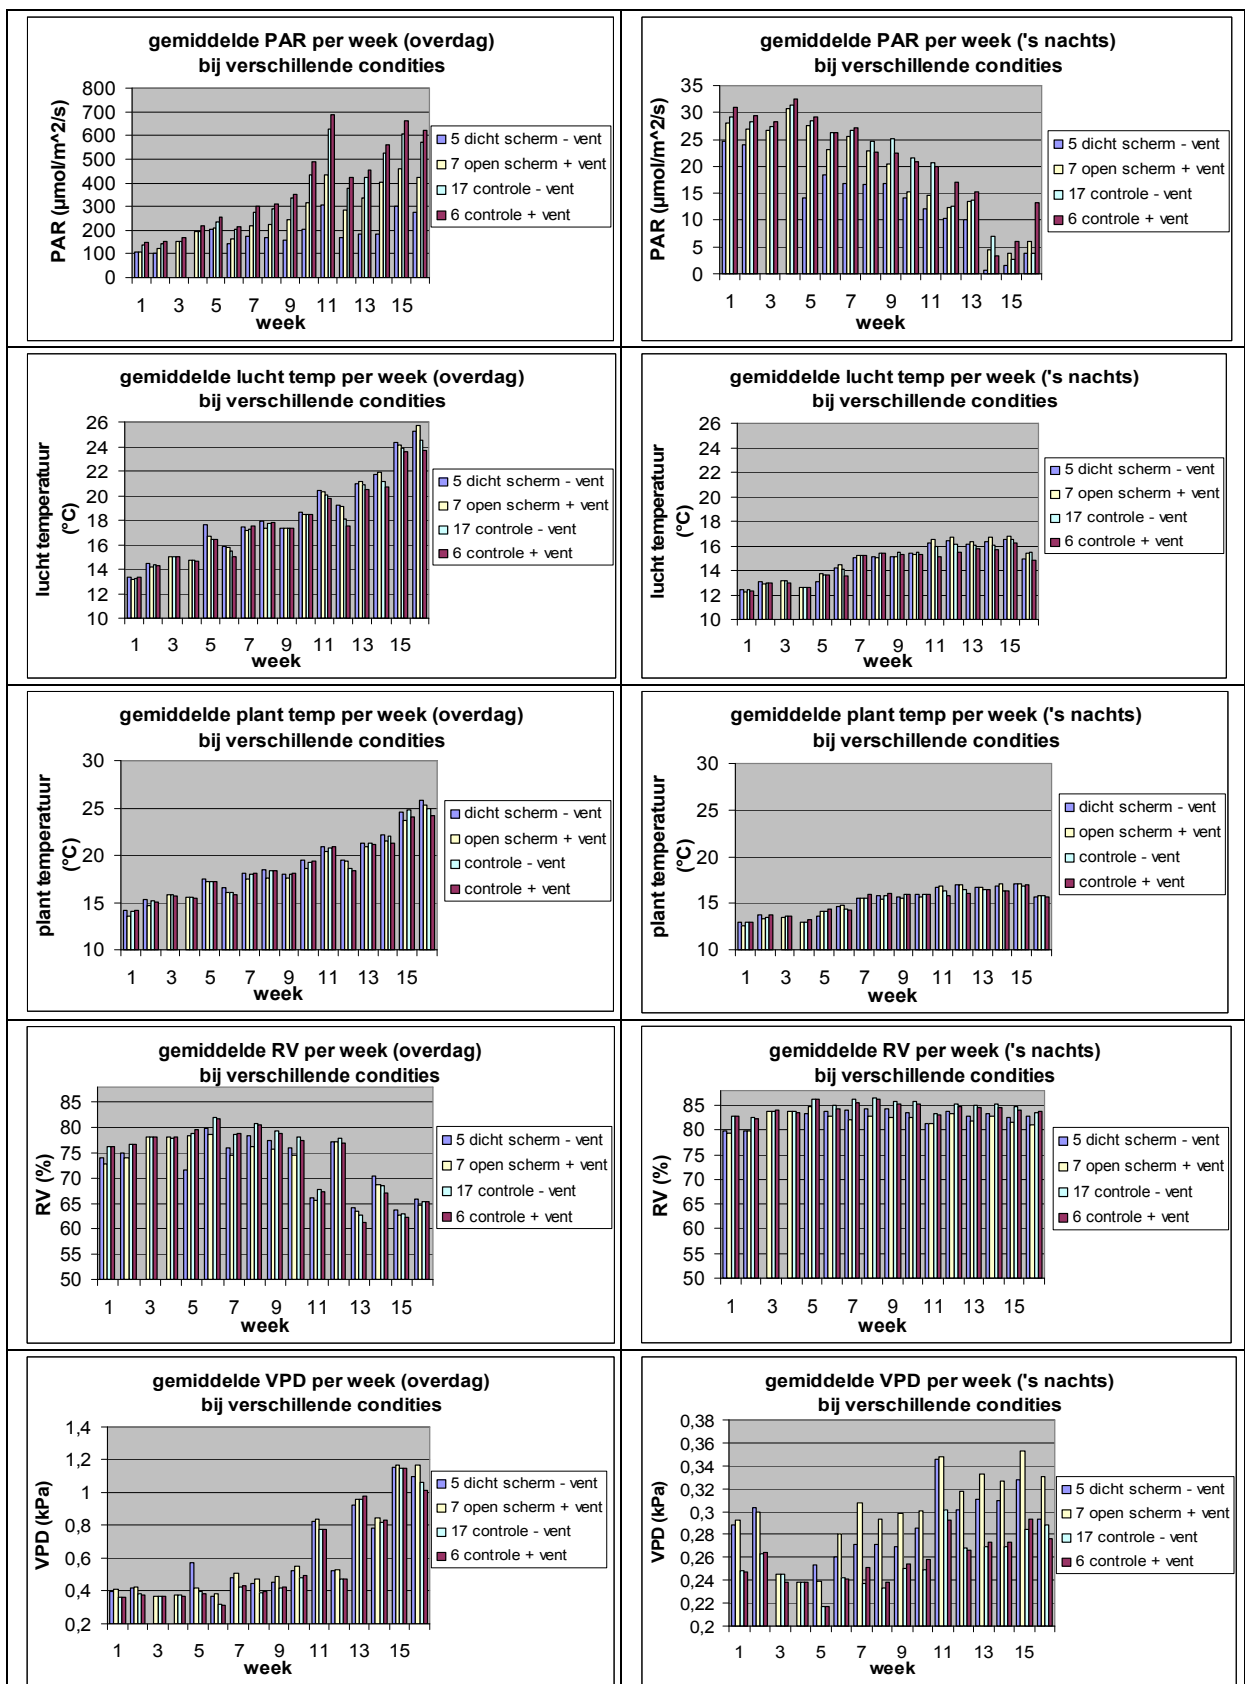 gemiddelde PAR per week (overdag)
bij verschillende condities
PAR (µmol/m^2/s)
800
700
600
500
400
300
200
100
0
1 3 5 7 9 11 13 15
week
5 dicht scherm - vent
7 open scherm + vent
17 controle - vent
6 controle + vent
gemiddelde PAR per week ('s nachts)
bij verschillende condities
PAR (µmol/m^2/s)
35
30
25
20
15
10
5
0
1 3 5 7 9 11 13 15
week
5 dicht scherm - vent
7 open scherm + vent
17 controle - vent
6 controle + vent
gemiddelde lucht temp per week (overdag)
bij verschillende condities
lucht temperatuur
(°C)
26
24
22
20
18
16
14
12
10
1 3 5 7 9 11 13 15
week
5 dicht scherm - vent
7 open scherm + vent
17 controle - vent
6 controle + vent
gemiddelde lucht temp per week ('s nachts)
bij verschillende condities
lucht temperatuur
(°C)
26
24
22
20
18
16
14
12
10
1 3 5 7 9 11 13 15
week
5 dicht scherm - vent
7 open scherm + vent
17 controle - vent
6 controle + vent
gemiddelde plant temp per week (overdag)
bij verschillende condities
plant temperatuur
(°C)
30
25
20
15
10
1 3 5 7 9 11 13 15
week
dicht scherm - vent
open scherm + vent
controle - vent
controle + vent
gemiddelde plant temp per week ('s nachts)
bij verschillende condities
plant temperatuur
(°C)
30
25
20
15
10
1 3 5 7 9 11 13 15
week
dicht scherm - vent
open scherm + vent
controle - vent
controle + vent
gemiddelde RV per week (overdag)
bij verschillende condities
RV (%)
85
80
75
70
65
60
55
50
1 3 5 7 9 11 13 15
week
5 dicht scherm - vent
7 open scherm + vent
17 controle - vent
6 controle + vent
gemiddelde RV per week ('s nachts)
bij verschillende condities
RV (%)
85
80
75
70
65
60
55
50
1 3 5 7 9 11 13 15
week
5 dicht scherm - vent
7 open scherm + vent
17 controle - vent
6 controle + vent
gemiddelde VPD per week (overdag)
bij verschillende condities
VPD (kPa)
1,4
1,2
1
0,8
0,6
0,4
0,2
1 3 5 7 9 11 13 15
week
5 dicht scherm - vent
7 open scherm + vent
17 controle - vent
6 controle + vent
gemiddelde VPD per week ('s nachts)
bij verschillende condities
VPD (kPa)
0,38
0,36
0,34
0,32
0,3
0,28
0,26
0,24
0,22
0,2
1 3 5 7 9 11 13 15
week
5 dicht scherm - vent
7 open scherm + vent
17 controle - vent
6 controle + vent